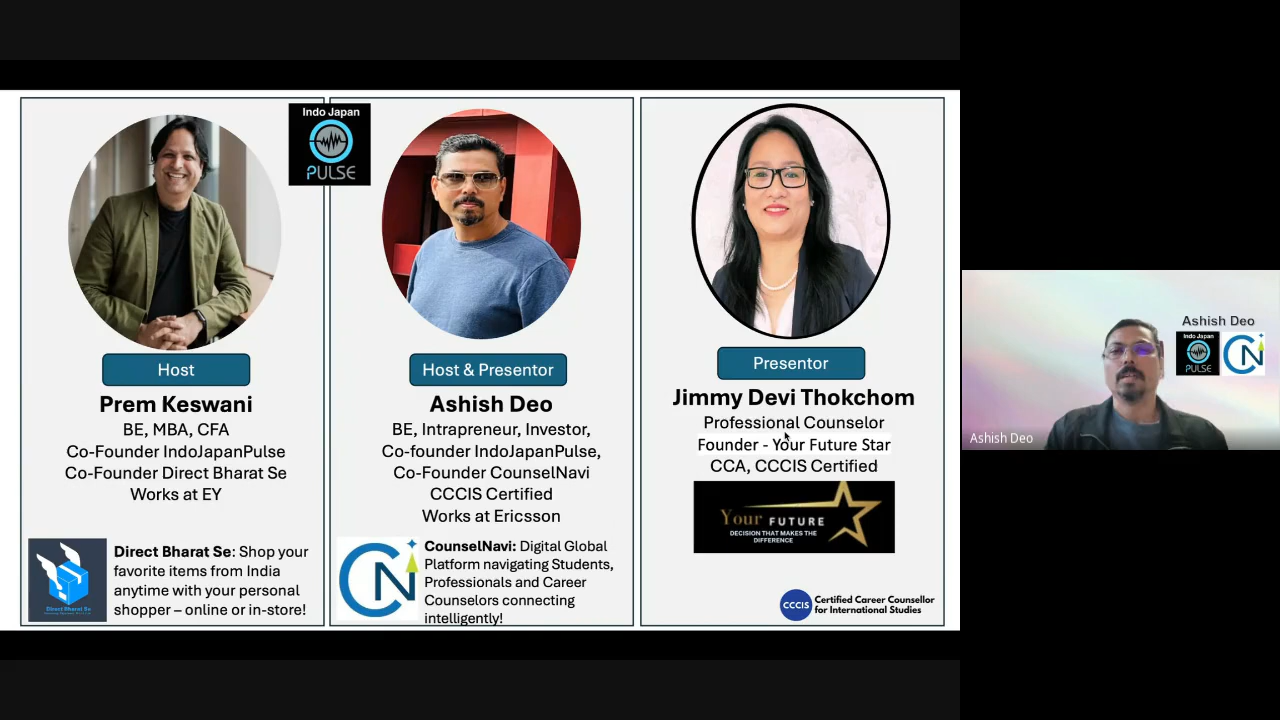 Indo Japan
PULSE
Host
Prem Keswani
BE, MBA, CFA
Co-Founder IndoJapanPulse
Co-Founder Direct Bharat Se
Works at EY
Direct Bharat Se
Direct Bharat Se: Shop your
favorite items from India
anytime with your personal
shopper – online or in-store!
Host & Presentor
Ashish Deo
BE, Intrapreneur, Investor,
Co-founder IndoJapanPulse,
Co-Founder CounselNavi
CCCIS Certified
Works at Ericsson
CN
CounselNavi: Digital Global
Platform navigating Students,
Professionals and Career
Counselors connecting
intelligently!
Presentor
Jimmy Devi Thokchom
Professional Counselor
Founder - Your Future Star
CCA, CCCIS Certified
Your FUTURE
DECISION THAT MAKES THE
DIFFERENCE
CCCIS
Certified Career Counsellor
for International Studies
Ashish Deo
Indo Japan
PULSE
CN
Ashish Deo